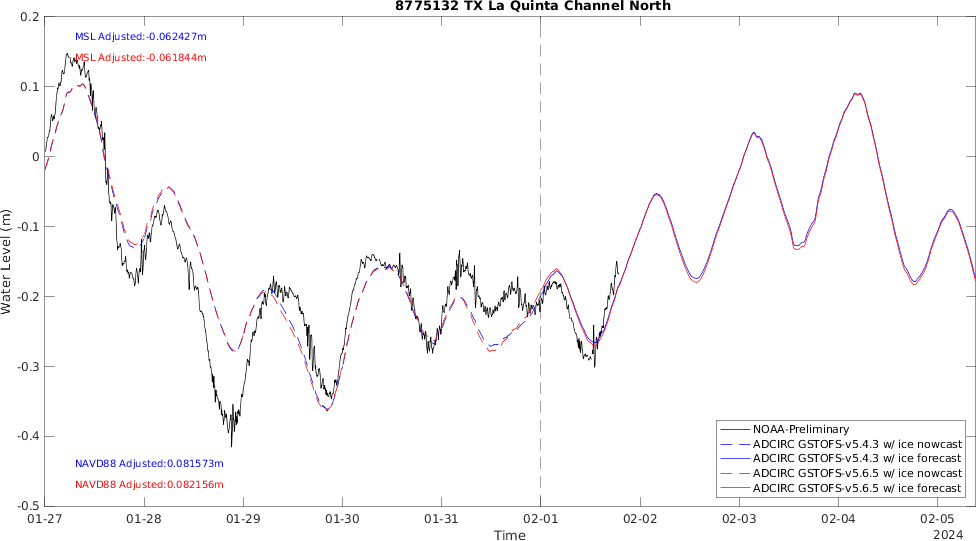 8775132 TX La Quinta Channel North
MSL Adjusted:-0.062427m
MSL Adjusted:-0.061844m
0.2
0.1
0
-0.1
-0.2
-0.3
-0.4
-0.5
Water Level (m)
NAVD88 Adjusted:0.081573m
NAVD88 Adjusted:0.082156m
NOAA-Preliminary
ADCIRC GSTOFS-v5.4.3 w/ ice nowcast
ADCIRC GSTOFS-v5.4.3 w/ ice forecast
ADCIRC GSTOFS-v5.6.5 w/ ice nowcast
ADCIRC GSTOFS-v5.6.5 w/ ice forecast
01-27 01-28 01-29 01-30 01-31 02-01 02-02 02-03 02-04 02-05
Time
2024